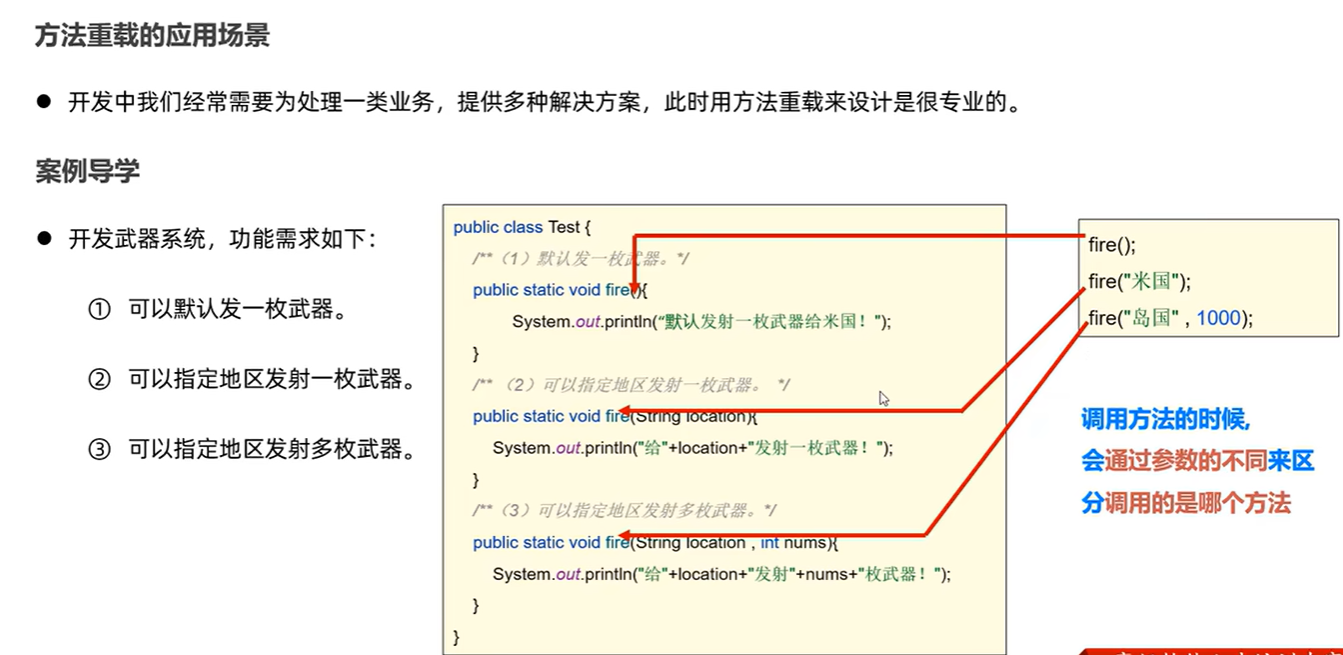 方法重载的应用场景
● 开发中我们经常需要为处理一类业务，提供多种解决方案，此时用方法重载来设计是很专业的。
案例导学
● 开发武器系统，功能需求如下：
① 可以默认发一枚武器。
② 可以指定地区发射一枚武器。
③ 可以指定地区发射多枚武器。
public class Test {
/**（1）默认发一枚武器。*/
public static void fire(){
System.out.println(“默认发射一枚武器给米国！");
}
/** （2）可以指定地区发射一枚武器。 */
public static void fire(String location){
System.out.println("给"+location+"发射一枚武器！");
}
/**（3）可以指定地区发射多枚武器。*/
public static void fire(String location , int nums){
System.out.println("给"+location+"发射"+nums+"枚武器！");
}
}
fire();
fire("米国");
fire("岛国" , 1000);
调用方法的时候,
会通过参数的不同来区
分调用的是哪个方法